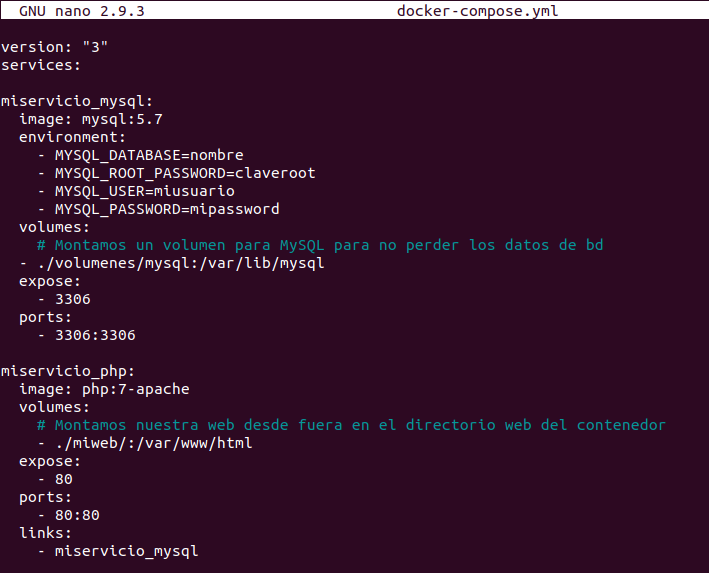 GNU nano 2.9.3 docker-compose.yml
version: "3"
services:
miservicio_mysql:
  image: mysql:5.7
  environment:
    - MYSQL_DATABASE=nombre
    - MYSQL_ROOT_PASSWORD=claveroot
    - MYSQL_USER=miusuario
    - MYSQL_PASSWORD=mipassword
  volumes:
    # Montamos un volumen para MySQL para no perder los datos de bd
  - ./volumenes/mysql:/var/lib/mysql
  expose:
    - 3306
  ports:
    - 3306:3306
miservicio_php:
  image: php:7-apache
  volumes:
    # Montamos nuestra web desde fuera en el directorio web del contenedor
    - ./miweb/:/var/www/html
  expose:
    - 80
  ports:
    - 80:80
  links:
    - miservicio_mysql